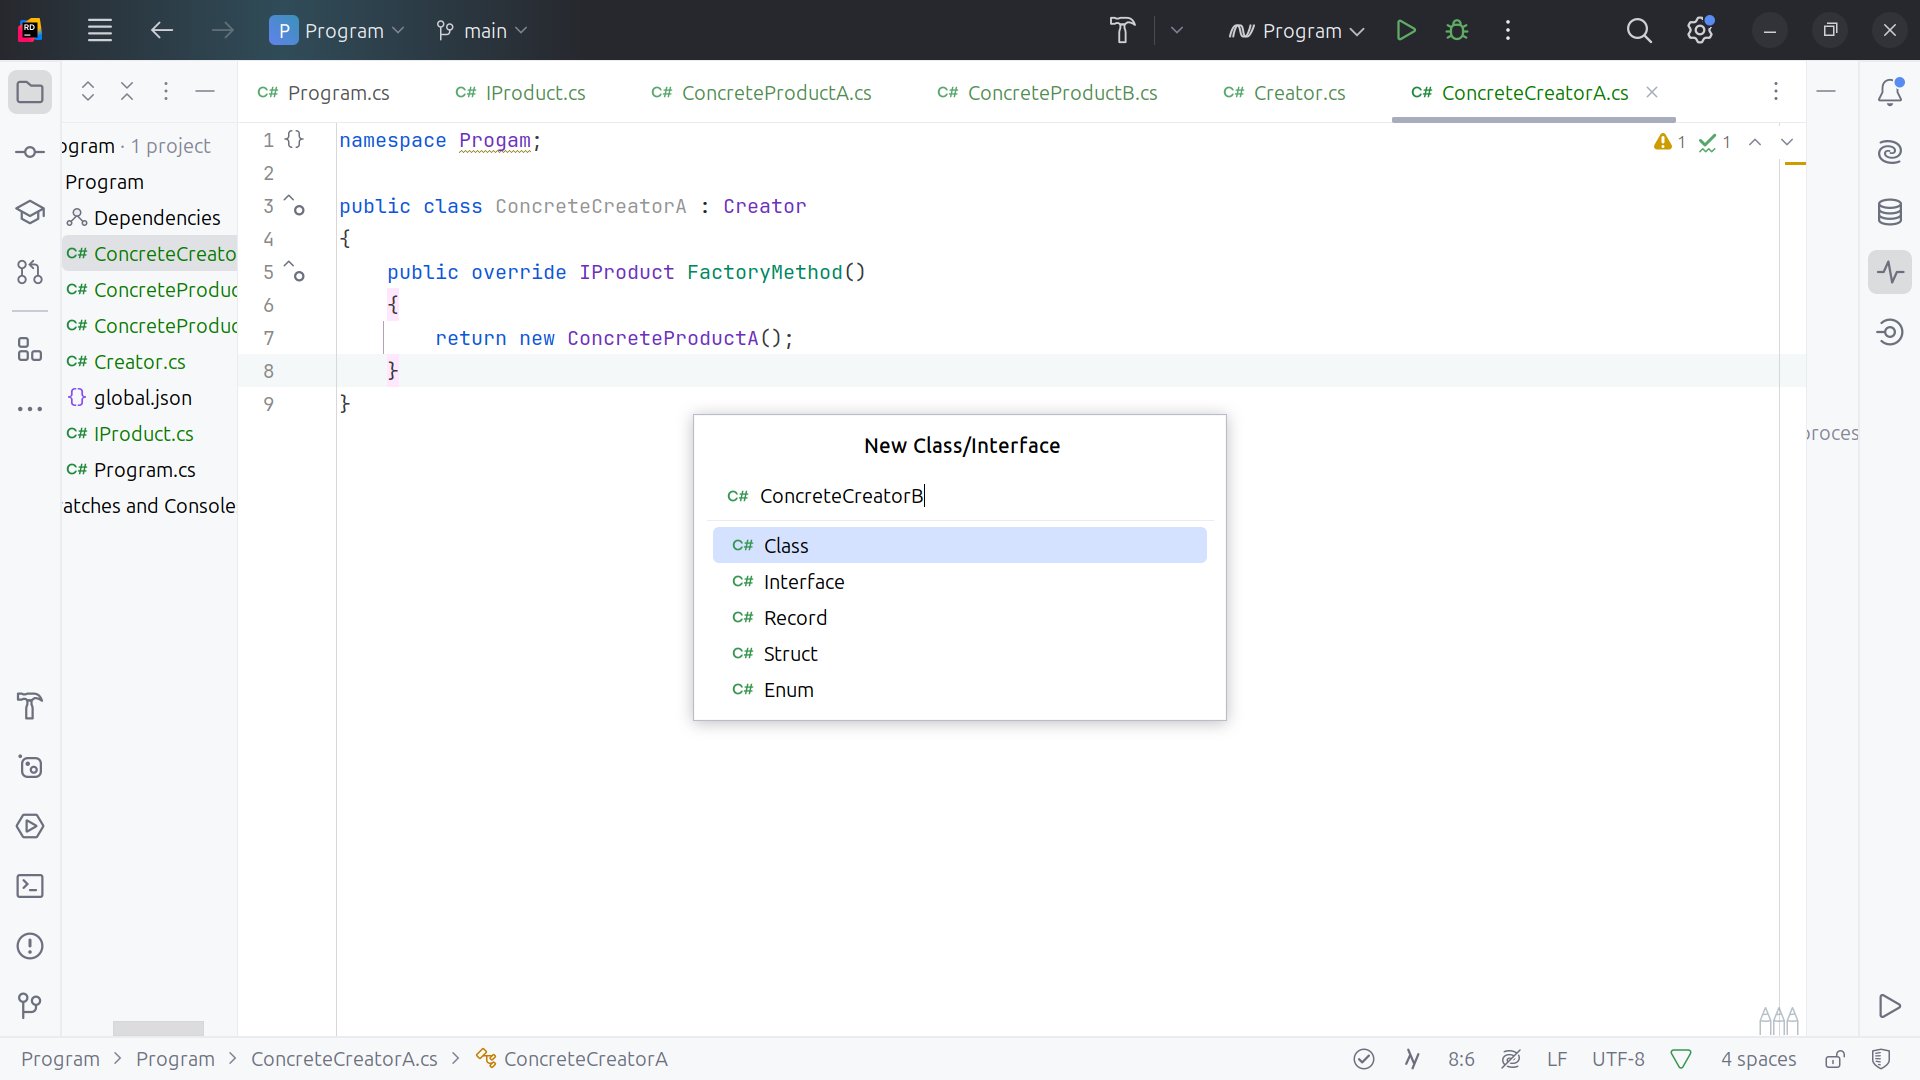 P Program main Program
C# Program.cs C# IProduct.cs C# ConcreteProductA.cs C# ConcreteProductB.cs C# Creator.cs C# ConcreteCreatorA.cs
ogram · 1 project
Program
Dependencies
C# ConcreteCreato
C# ConcreteProduc
C# ConcreteProduc
C# Creator.cs
{} global.json
C# IProduct.cs
C# Program.cs
atches and Console
1 {} namespace Progam; 1 1
2
3 public class ConcreteCreatorA : Creator
4 {
5 public override IProduct FactoryMethod()
6 {
7 return new ConcreteProductA();
8 }
9 }
proces
New Class/Interface
C# ConcreteCreatorB
C# Class
C# Interface
C# Record
C# Struct
C# Enum
Program > Program > ConcreteCreatorA.cs > ConcreteCreatorA 8:6 LF UTF-8 4 spaces